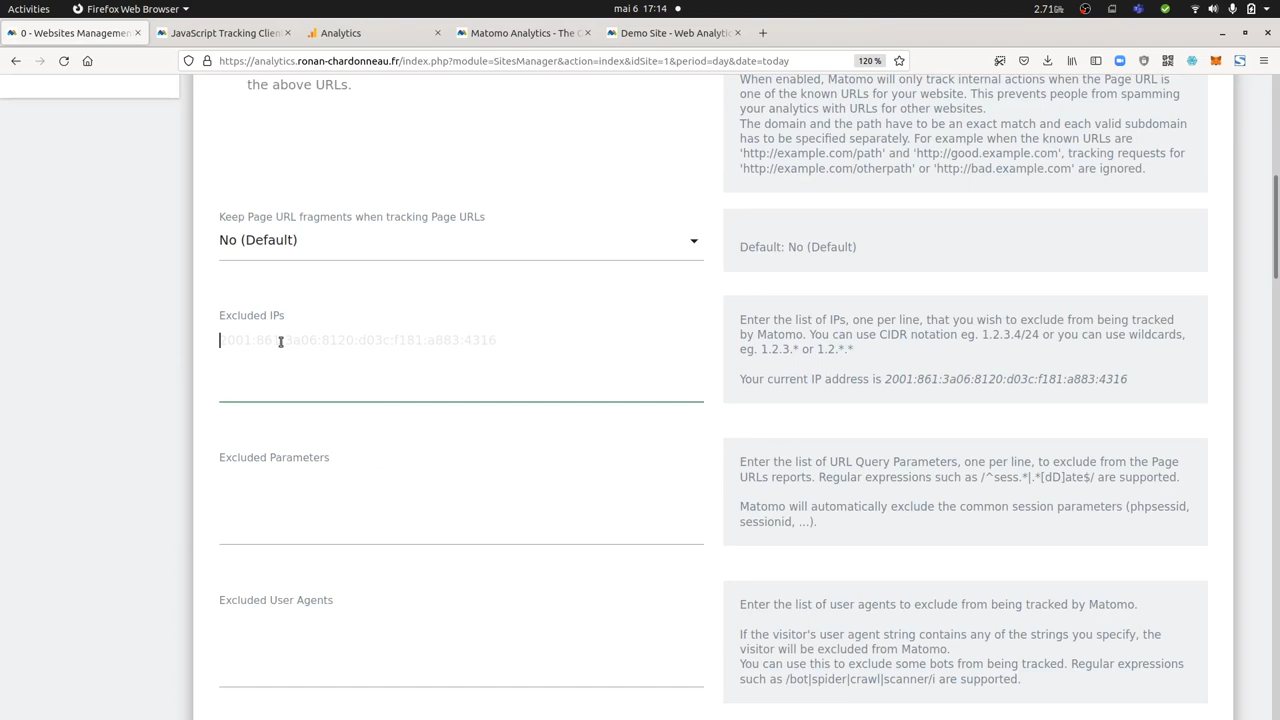 Activities
Firefox Web Browser
mai 6 17:14
2.71G
0 - Websites Managemen
JavaScript Tracking Clien
Analytics
Matomo Analytics - The C
Demo Site - Web Analytic
https://analytics.ronan-chardonneau.fr/index.php?module=SitesManager&action=index&idSite=1&period=day&date=today
120 %
the above URLs.
When enabled, Matomo will only track internal actions when the Page URL is
one of the known URLs for your website. This prevents people from spamming
your analytics with URLs for other websites.
The domain and the path have to be an exact match and each valid subdomain
has to be specified separately. For example when the known URLs are
'http://example.com/path' and 'http://good.example.com', tracking requests for
'http://example.com/otherpath' or 'http://bad.example.com' are ignored.
Keep Page URL fragments when tracking Page URLs
No (Default)
Default: No (Default)
Excluded IPs
2001:861:3a06:8120:d03c:f181:a883:4316
Enter the list of IPs, one per line, that you wish to exclude from being tracked
by Matomo. You can use CIDR notation eg. 1.2.3.4/24 or you can use wildcards,
eg. 1.2.3.* or 1.2.*.*
Your current IP address is 2001:861:3a06:8120:d03c:f181:a883:4316
Excluded Parameters
Enter the list of URL Query Parameters, one per line, to exclude from the Page
URLs reports. Regular expressions such as /^sess.*|.*[dD]ate$/ are supported.
Matomo will automatically exclude the common session parameters (phpsessid,
sessionid, ...).
Excluded User Agents
Enter the list of user agents to exclude from being tracked by Matomo.
If the visitor's user agent string contains any of the strings you specify, the
visitor will be excluded from Matomo.
You can use this to exclude some bots from being tracked. Regular expressions
such as /bot|spider|crawl|scanner/i are supported.